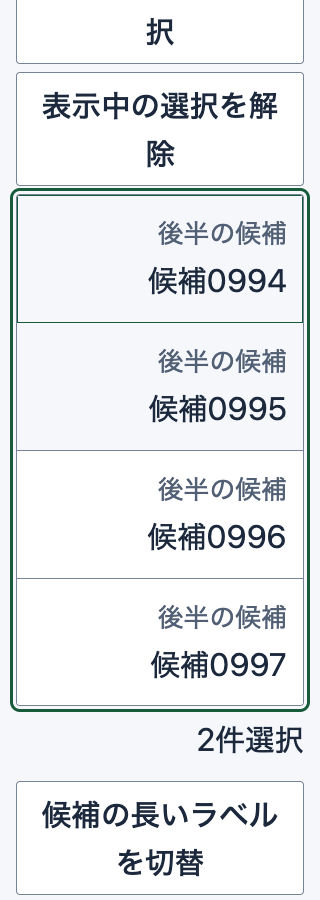 択
表示中の選択を解
除
後半の候補
候補0994
後半の候補
候補0995
後半の候補
候補0996
後半の候補
候補0997
2件選択
候補の長いラベル
を切替